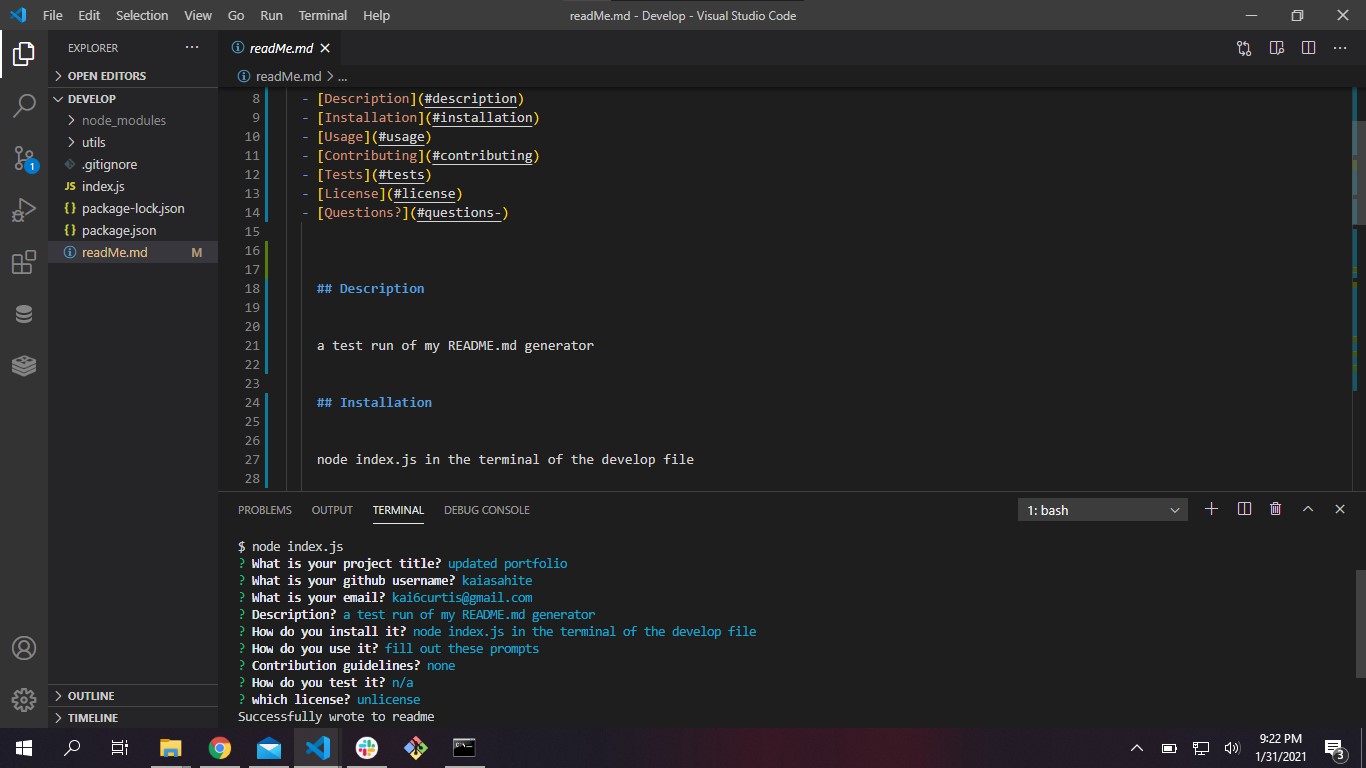 File Edit Selection View Go Run Terminal Help readMe.md - Develop - Visual Studio Code
EXPLORER
OPEN EDITORS
DEVELOP
node_modules
utils
.gitignore
JS index.js
{} package-lock.json
{} package.json
readMe.md M
OUTLINE
TIMELINE
1
readMe.md
readMe.md > ...
8 - [Description](#description)
9 - [Installation](#installation)
10 - [Usage](#usage)
11 - [Contributing](#contributing)
12 - [Tests](#tests)
13 - [License](#license)
14 - [Questions?](#questions-)
15
16
17
18 ## Description
19
20
21 a test run of my README.md generator
22
23
24 ## Installation
25
26
27 node index.js in the terminal of the develop file
28
PROBLEMS OUTPUT TERMINAL DEBUG CONSOLE 1: bash
$ node index.js
? What is your project title? updated portfolio
? What is your github username? kaiasahite
? What is your email? kai6curtis@gmail.com
? Description? a test run of my README.md generator
? How do you install it? node index.js in the terminal of the develop file
? How do you use it? fill out these prompts
? Contribution guidelines? none
? How do you test it? n/a
? which license? unlicense
Successfully wrote to readme
9:22 PM
1/31/2021
3